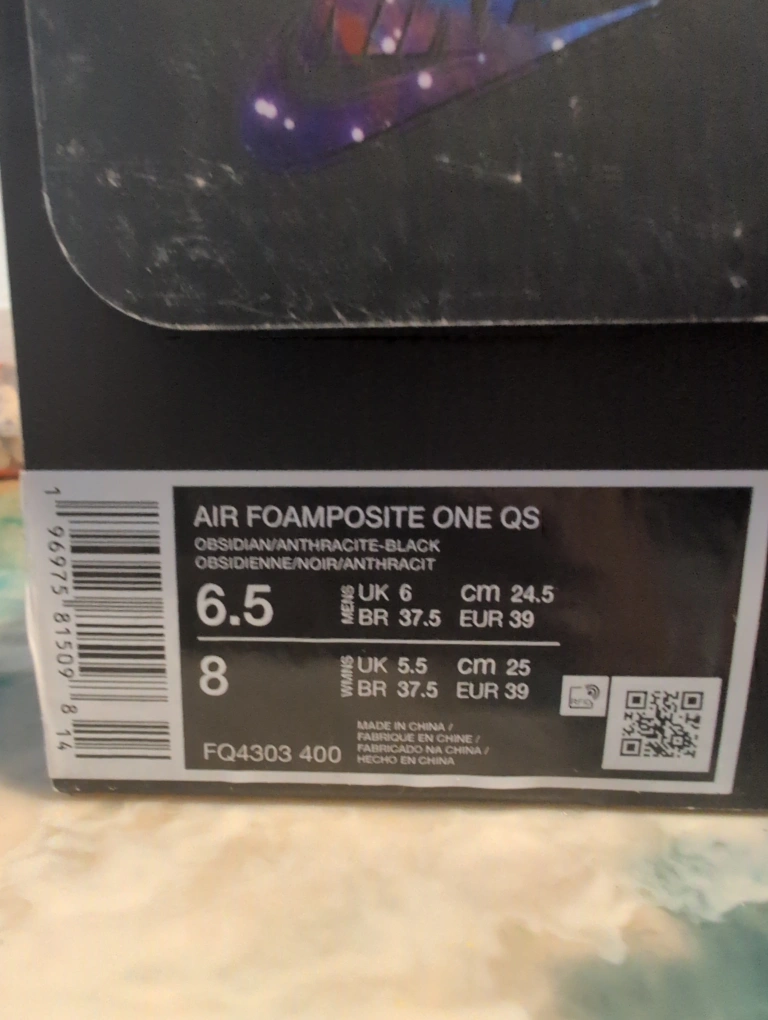 AIR FOAMPOSITE ONE QS
OBSIDIAN/ANTHRACITE-BLACK
OBSIDIENNE/NOIR/ANTHRACIT
6.5 MENS UK 6 cm 24.5
BR 37.5 EUR 39
8 WMNS UK 5.5 cm 25
BR 37.5 EUR 39
FQ4303 400
MADE IN CHINA /
FABRIQUE EN CHINE /
FABRICADO NA CHINA /
HECHO EN CHINA
1 96975 81509 8 14